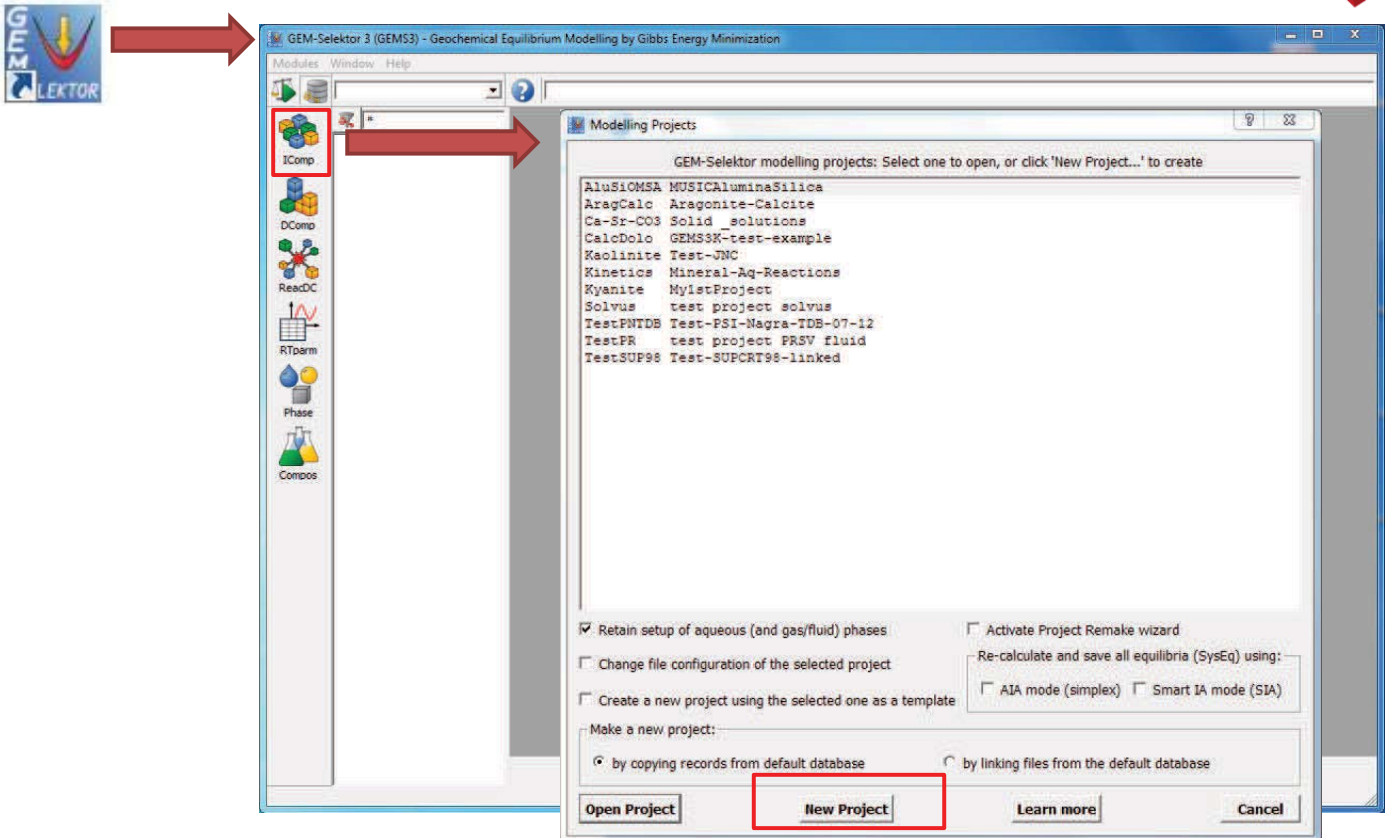 GEM
LEKTOR
GEM-Selektor 3 (GEMS3) - Geochemical Equilibrium Modelling by Gibbs Energy Minimization
Modules Window Help
*
IComp
DComp
ReacDC
RTparm
Phase
Compos
Modelling Projects
GEM-Selektor modelling projects: Select one to open, or click 'New Project...' to create
AluSiOMSA MUSICAluminaSilica
AragCalc Aragonite-Calcite
Ca-Sr-CO3 Solid _solutions
CalcDolo GEMS3K-test-example
Kaolinite Test-JNC
Kinetics Mineral-Aq-Reactions
Kyanite My1stProject
Solvus test project solvus
TestPNTDB Test-PSI-Nagra-TDB-07-12
TestPR test project PRSV fluid
TestSUP98 Test-SUPCRT98-linked
Retain setup of aqueous (and gas/fluid) phases
Activate Project Remake wizard
Change file configuration of the selected project
Re-calculate and save all equilibria (SysEq) using:
Create a new project using the selected one as a template
AIA mode (simplex) Smart IA mode (SIA)
Make a new project:
by copying records from default database
by linking files from the default database
Open Project New Project Learn more Cancel